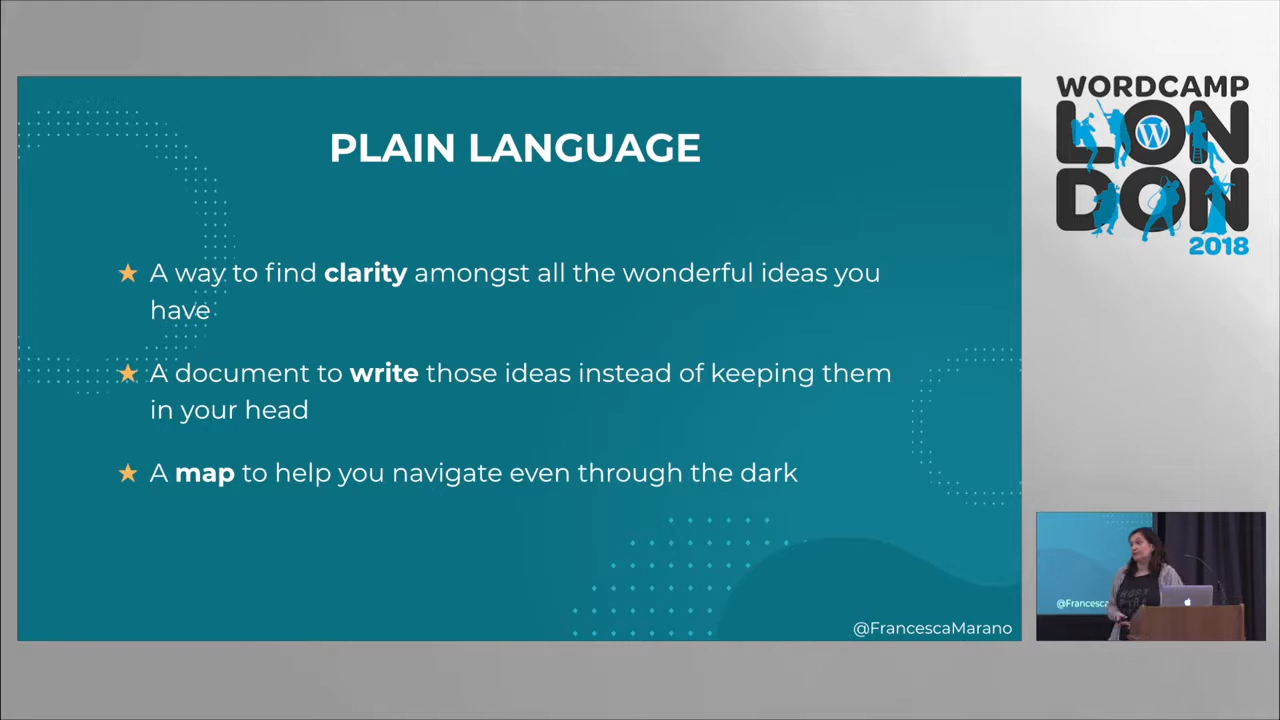 PLAIN LANGUAGE
★ A way to find clarity amongst all the wonderful ideas you
have
★ A document to write those ideas instead of keeping them
in your head
★ A map to help you navigate even through the dark
@FrancescaMarano
WORDCAMP
LON
DON
2018
@Francesca